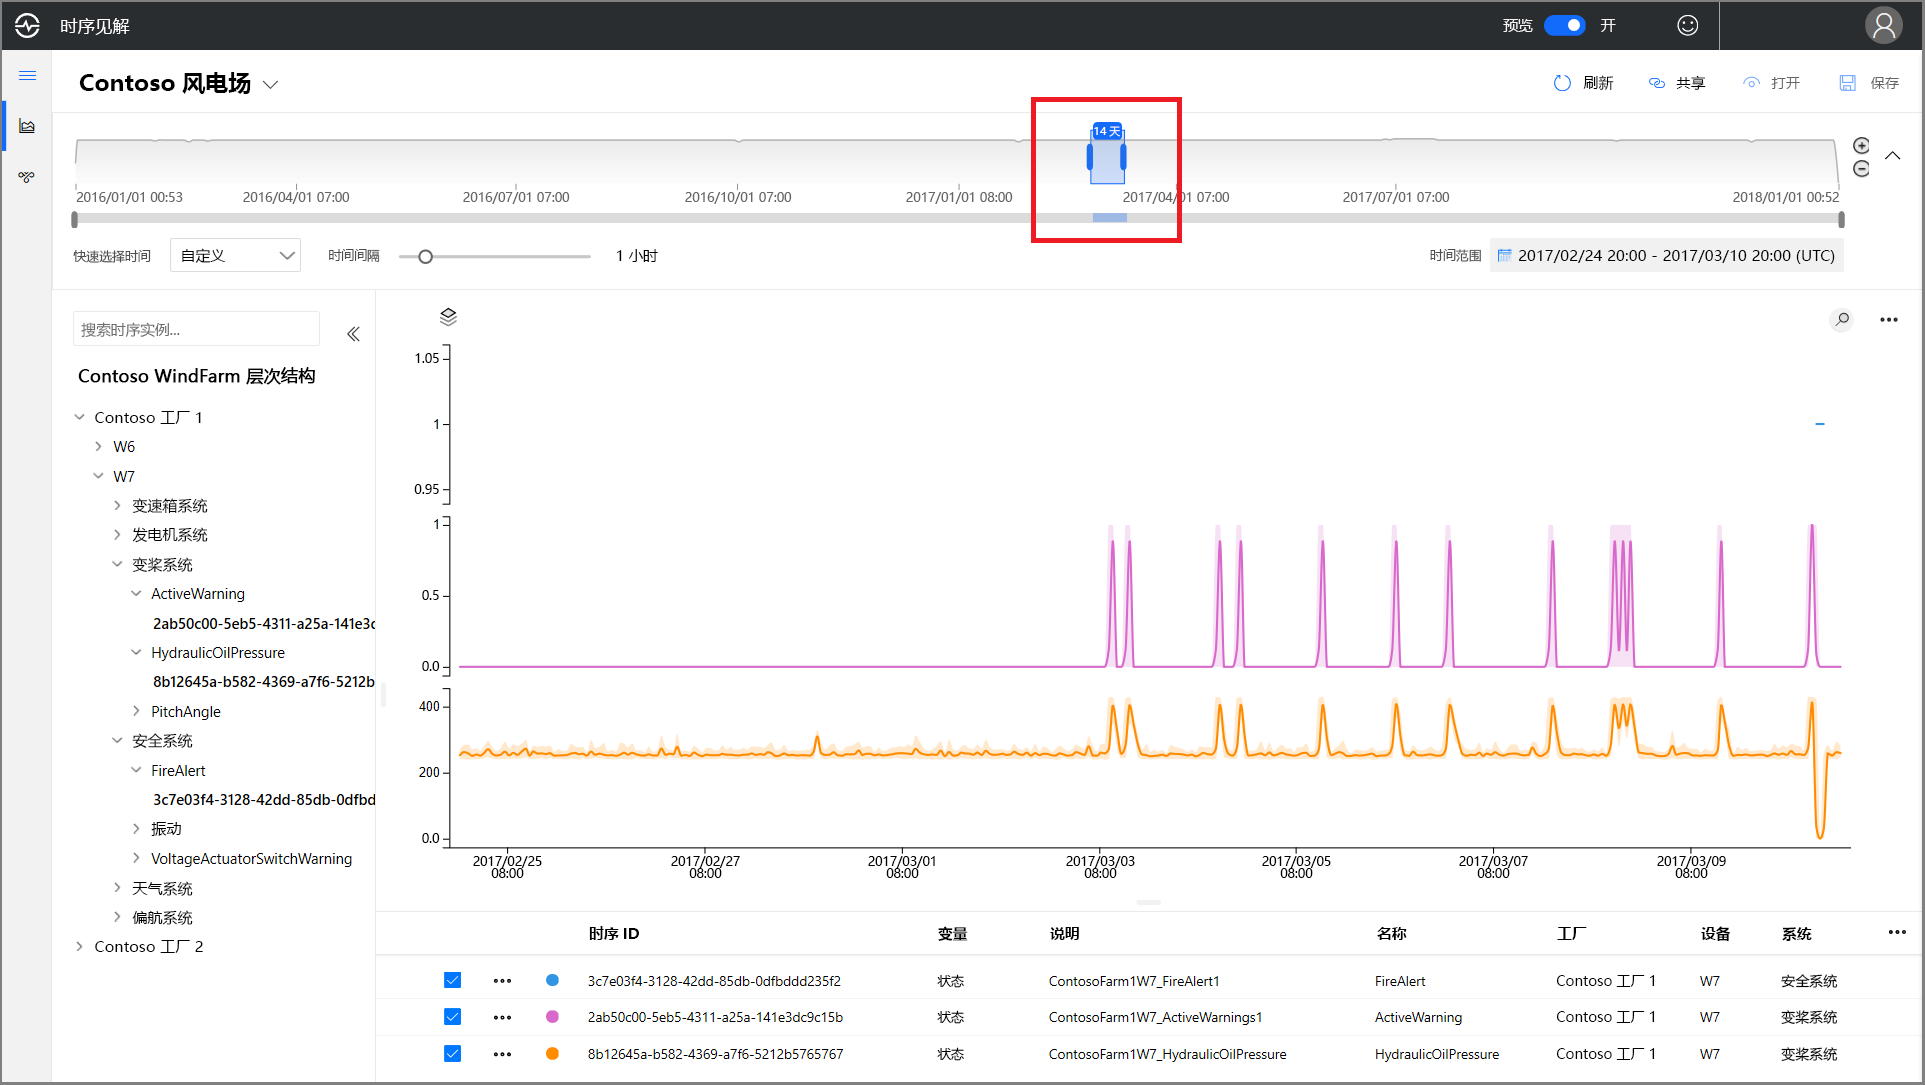 时序见解
预览 开
Contoso 风电场
刷新 共享 打开 保存
14 天
2016/01/01 00:53 2016/04/01 07:00 2016/07/01 07:00 2016/10/01 07:00 2017/01/01 08:00 2017/04/01 07:00 2017/07/01 07:00 2018/01/01 00:52
快速选择时间 自定义 时间间隔 1 小时 时间范围 2017/02/24 20:00 - 2017/03/10 20:00 (UTC)
搜索时序实例...
Contoso WindFarm 层次结构
Contoso 工厂 1
W6
W7
变速箱系统
发电机系统
变桨系统
ActiveWarning
2ab50c00-5eb5-4311-a25a-141e3c
HydraulicOilPressure
8b12645a-b582-4369-a7f6-5212b
PitchAngle
安全系统
FireAlert
3c7e03f4-3128-42dd-85db-0dfbd
振动
VoltageActuatorSwitchWarning
天气系统
偏航系统
Contoso 工厂 2
1.05
1
0.95
1
0.5
0.0
400
200
0.0
2017/02/25 2017/02/27 2017/03/01 2017/03/03 2017/03/05 2017/03/07 2017/03/09
08:00 08:00 08:00 08:00 08:00 08:00 08:00
时序 ID 变量 说明 名称 工厂 设备 系统
3c7e03f4-3128-42dd-85db-0dfbddd235f2 状态 ContosoFarm1W7_FireAlert1 FireAlert Contoso 工厂 1 W7 安全系统
2ab50c00-5eb5-4311-a25a-141e3dc9c15b 状态 ContosoFarm1W7_ActiveWarnings1 ActiveWarning Contoso 工厂 1 W7 变桨系统
8b12645a-b582-4369-a7f6-5212b5765767 状态 ContosoFarm1W7_HydraulicOilPressure HydraulicOilPressure Contoso 工厂 1 W7 变桨系统